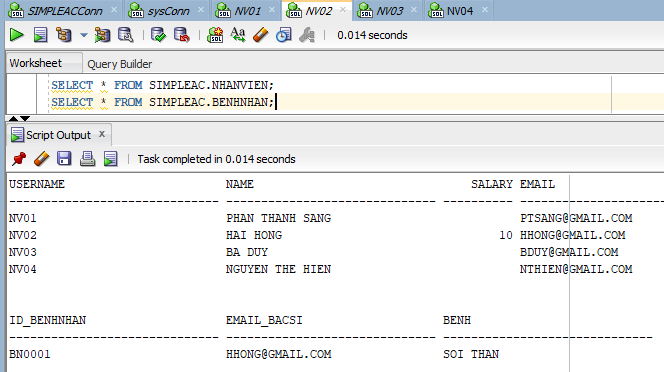 SIMPLEACConn sysConn NV01 NV02 NV03 NV04
0.014 seconds
Worksheet Query Builder
SELECT * FROM SIMPLEAC.NHANVIEN;
SELECT * FROM SIMPLEAC.BENHNHAN;
Script Output x
Task completed in 0.014 seconds
USERNAME NAME SALARY EMAIL
NV01 PHAN THANH SANG PTSANG@GMAIL.COM
NV02 HAI HONG 10 HHONG@GMAIL.COM
NV03 BA DUY BDUY@GMAIL.COM
NV04 NGUYEN THE HIEN NTHIEN@GMAIL.COM
ID_BENHNHAN EMAIL_BACSI BENH
BN0001 HHONG@GMAIL.COM SOI THAN